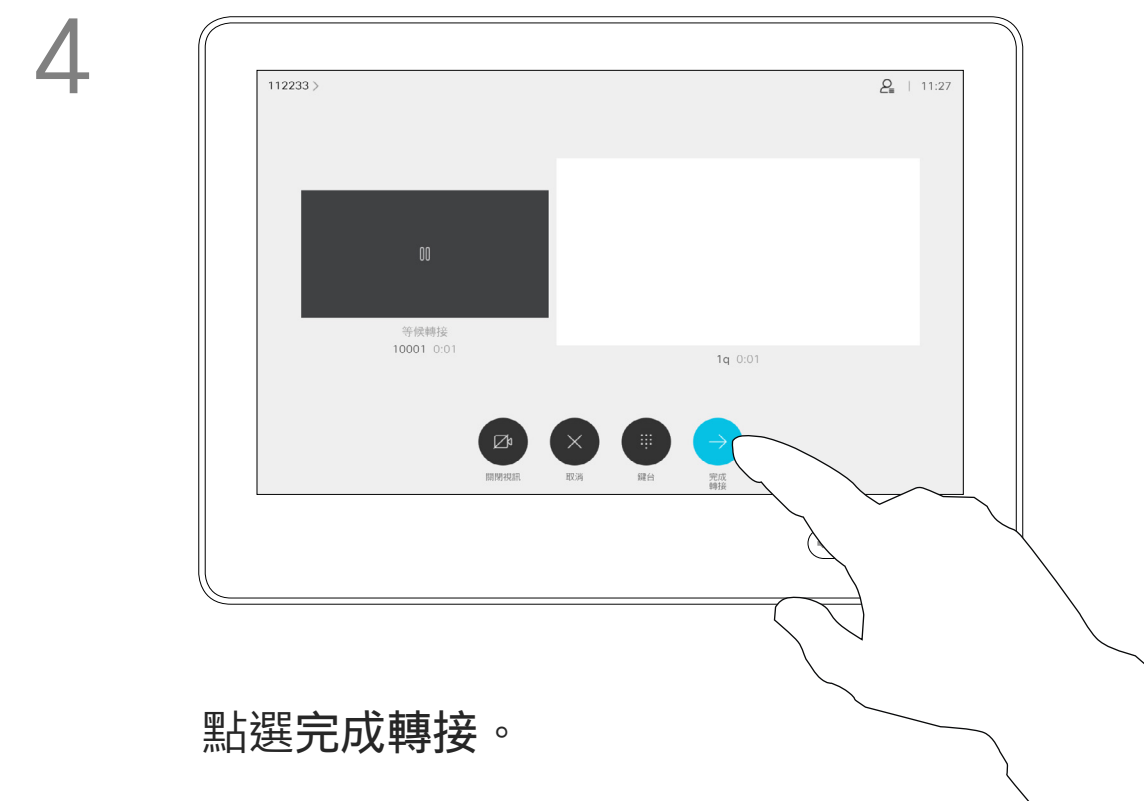 4
112233 >
| 11:27
等候轉接
10001 0:01
1q 0:01
關閉視訊
取消
鍵台
完成
轉接
點選完成轉接。